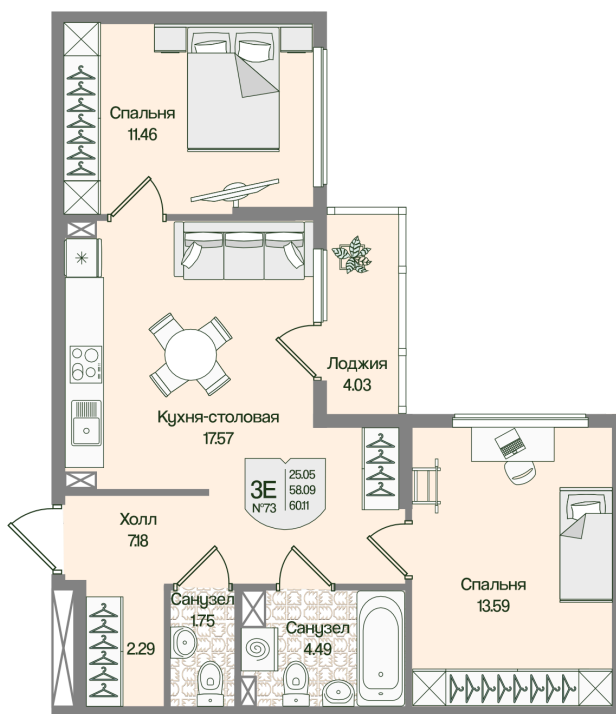 Спальня
11.46
Лоджия
4.03
Кухня-столовая
17.57
3Е
N°73
25.05
58.09
60.11
Холл
7.18
Спальня
13.59
Санузел
1.75
Санузел
4.49
2.29